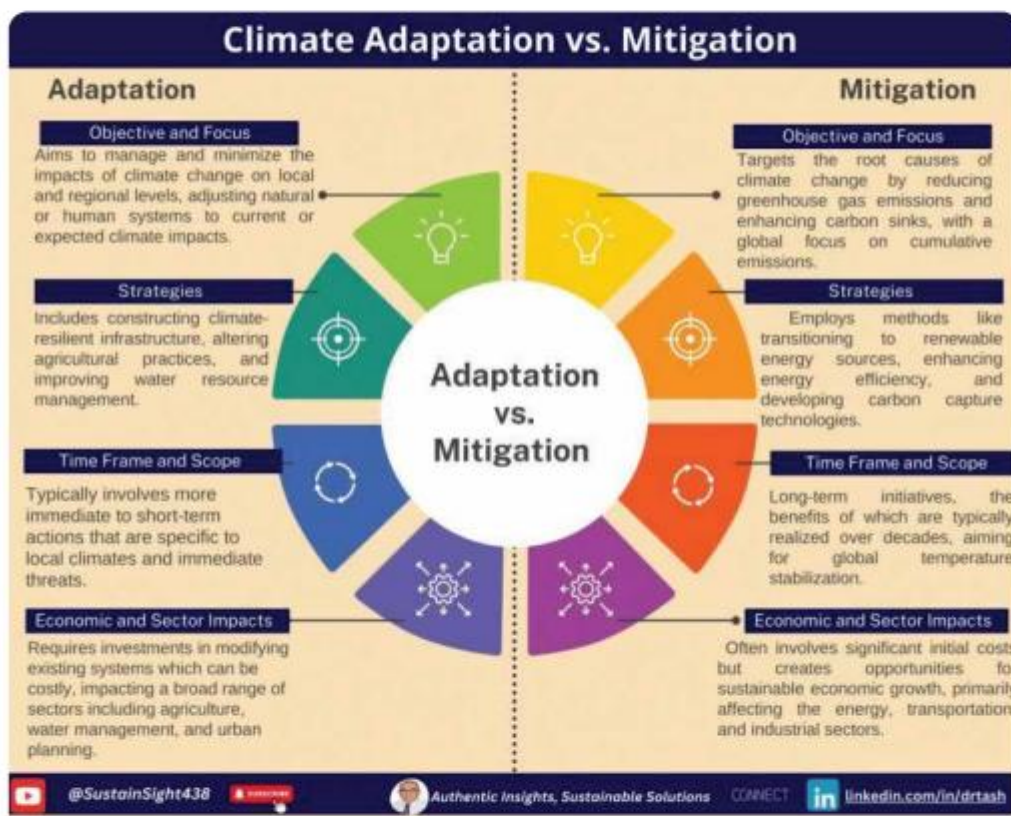 Climate Adaptation vs. Mitigation
Adaptation
Objective and Focus
Aims to manage and minimize the
impacts of climate change on local
and regional levels, adjusting natural
or human systems to current or
expected climate impacts.
Strategies
Includes constructing climate-
resilient infrastructure, altering
agricultural practices, and
improving water resource
management.
Time Frame and Scope
Typically involves more
immediate to short-term
actions that are specific to
local climates and immediate
threats.
Economic and Sector Impacts
Requires investments in modifying
existing systems which can be
costly, impacting a broad range of
sectors including agriculture,
water management, and urban
planning.
Adaptation
vs.
Mitigation
Mitigation
Objective and Focus
Targets the root causes of
climate change by reducing
greenhouse gas emissions and
enhancing carbon sinks, with a
global focus on cumulative
emissions.
Strategies
Employs methods like
transitioning to renewable
energy sources, enhancing
energy efficiency, and
developing carbon capture
technologies.
Time Frame and Scope
Long-term initiatives, the
benefits of which are typically
realized over decades, aiming
for global temperature
stabilization.
Economic and Sector Impacts
Often involves significant initial costs
but creates opportunities fo
sustainable economic growth, primarily
affecting the energy, transportation
and industrial sectors.
@SustainSight438
SUBSCRIBE
Authentic Insights, Sustainable Solutions
CONNECT
in
linkedin.com/in/drtash